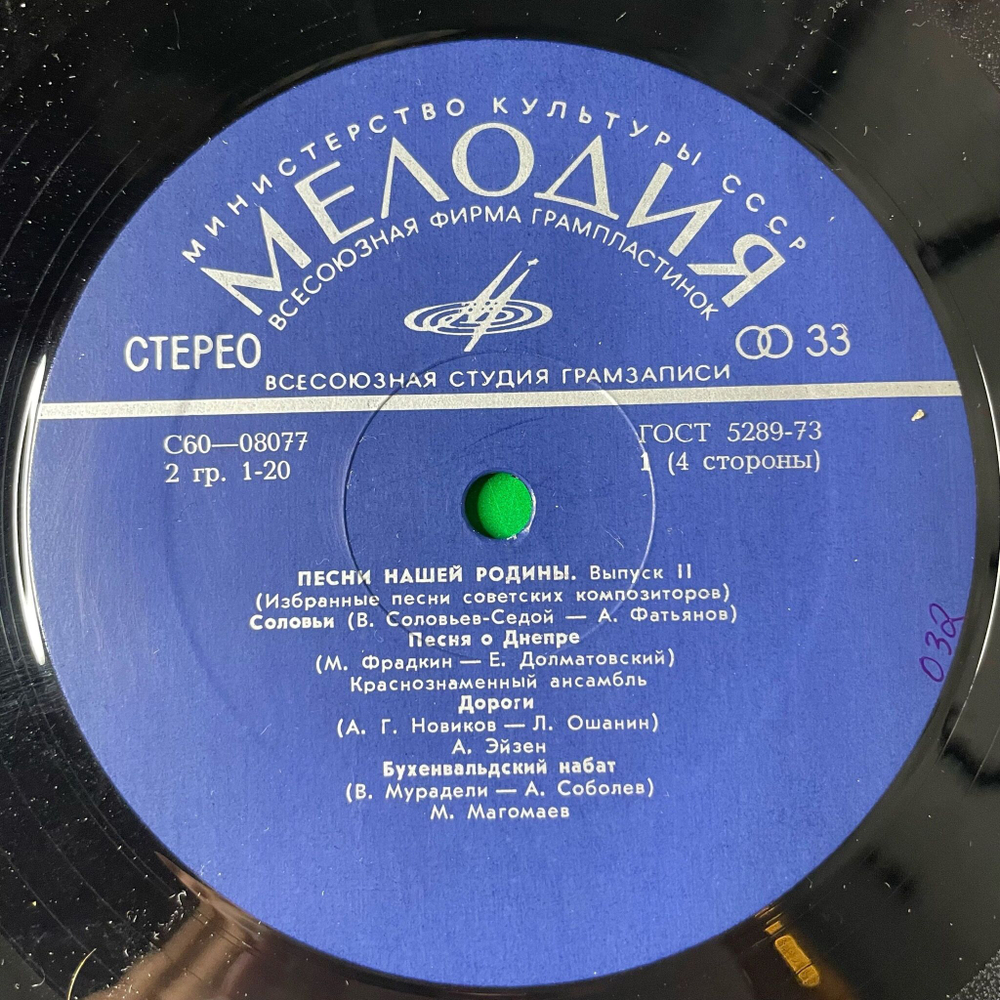 МИНИСТЕРСТВО КУЛЬТУРЫ СССР
МЕЛОДИЯ
ВСЕСОЮЗНАЯ ФИРМА ГРАМПЛАСТИНОК
СТЕРЕО
33
ВСЕСОЮЗНАЯ СТУДИЯ ГРАМЗАПИСИ
С60—08077
2 гр. 1-20
ГОСТ 5289-73
1 (4 стороны)
ПЕСНИ НАШЕЙ РОДИНЫ. Выпуск II
(Избранные песни советских композиторов)
Соловьи (В. Соловьев-Седой — А. Фатьянов)
Песня о Днепре
(М. Фрадкин — Е. Долматовский)
Краснознаменный ансамбль
Дороги
(А. Г. Новиков — Л. Ошанин)
А. Эйзен
Бухенвальдский набат
(В. Мурадели — А. Соболев)
М. Магомаев
032